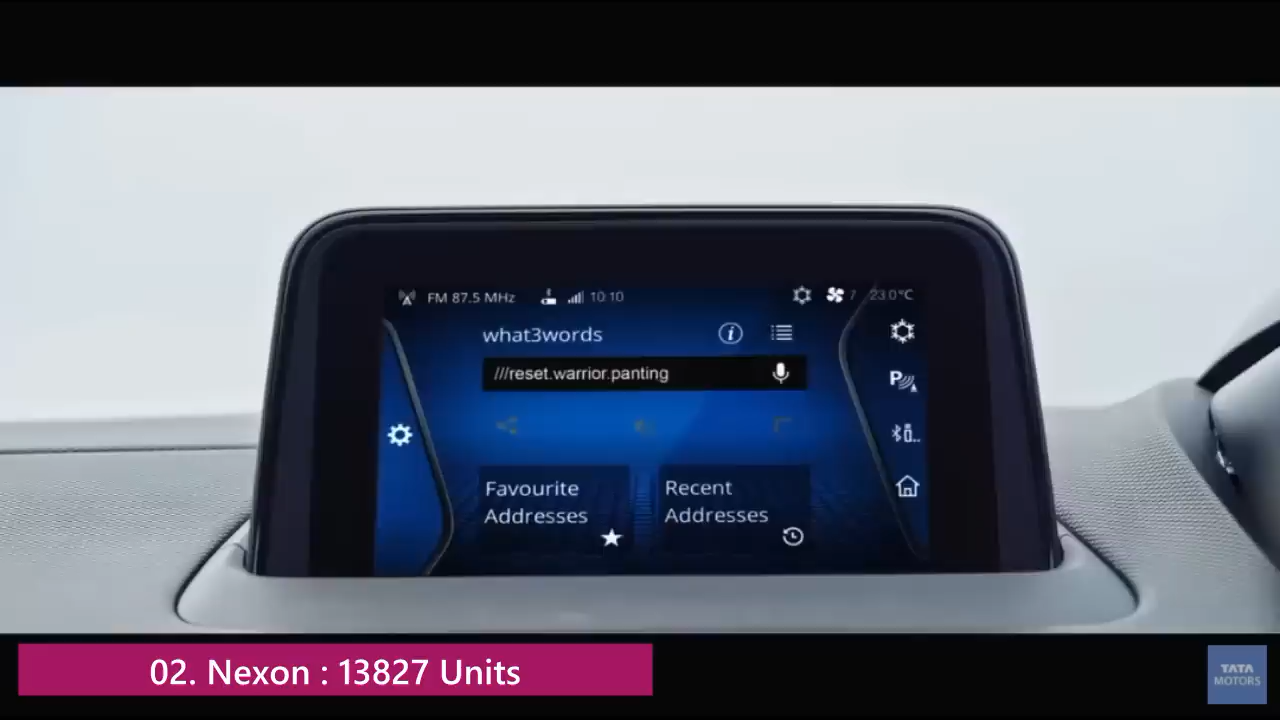 FM 87.5 MHz 10:10 7 23.0°C
what3words
///reset.warrior.panting
P
Favourite
Addresses
Recent
Addresses
02. Nexon : 13827 Units
TATA
MOTORS